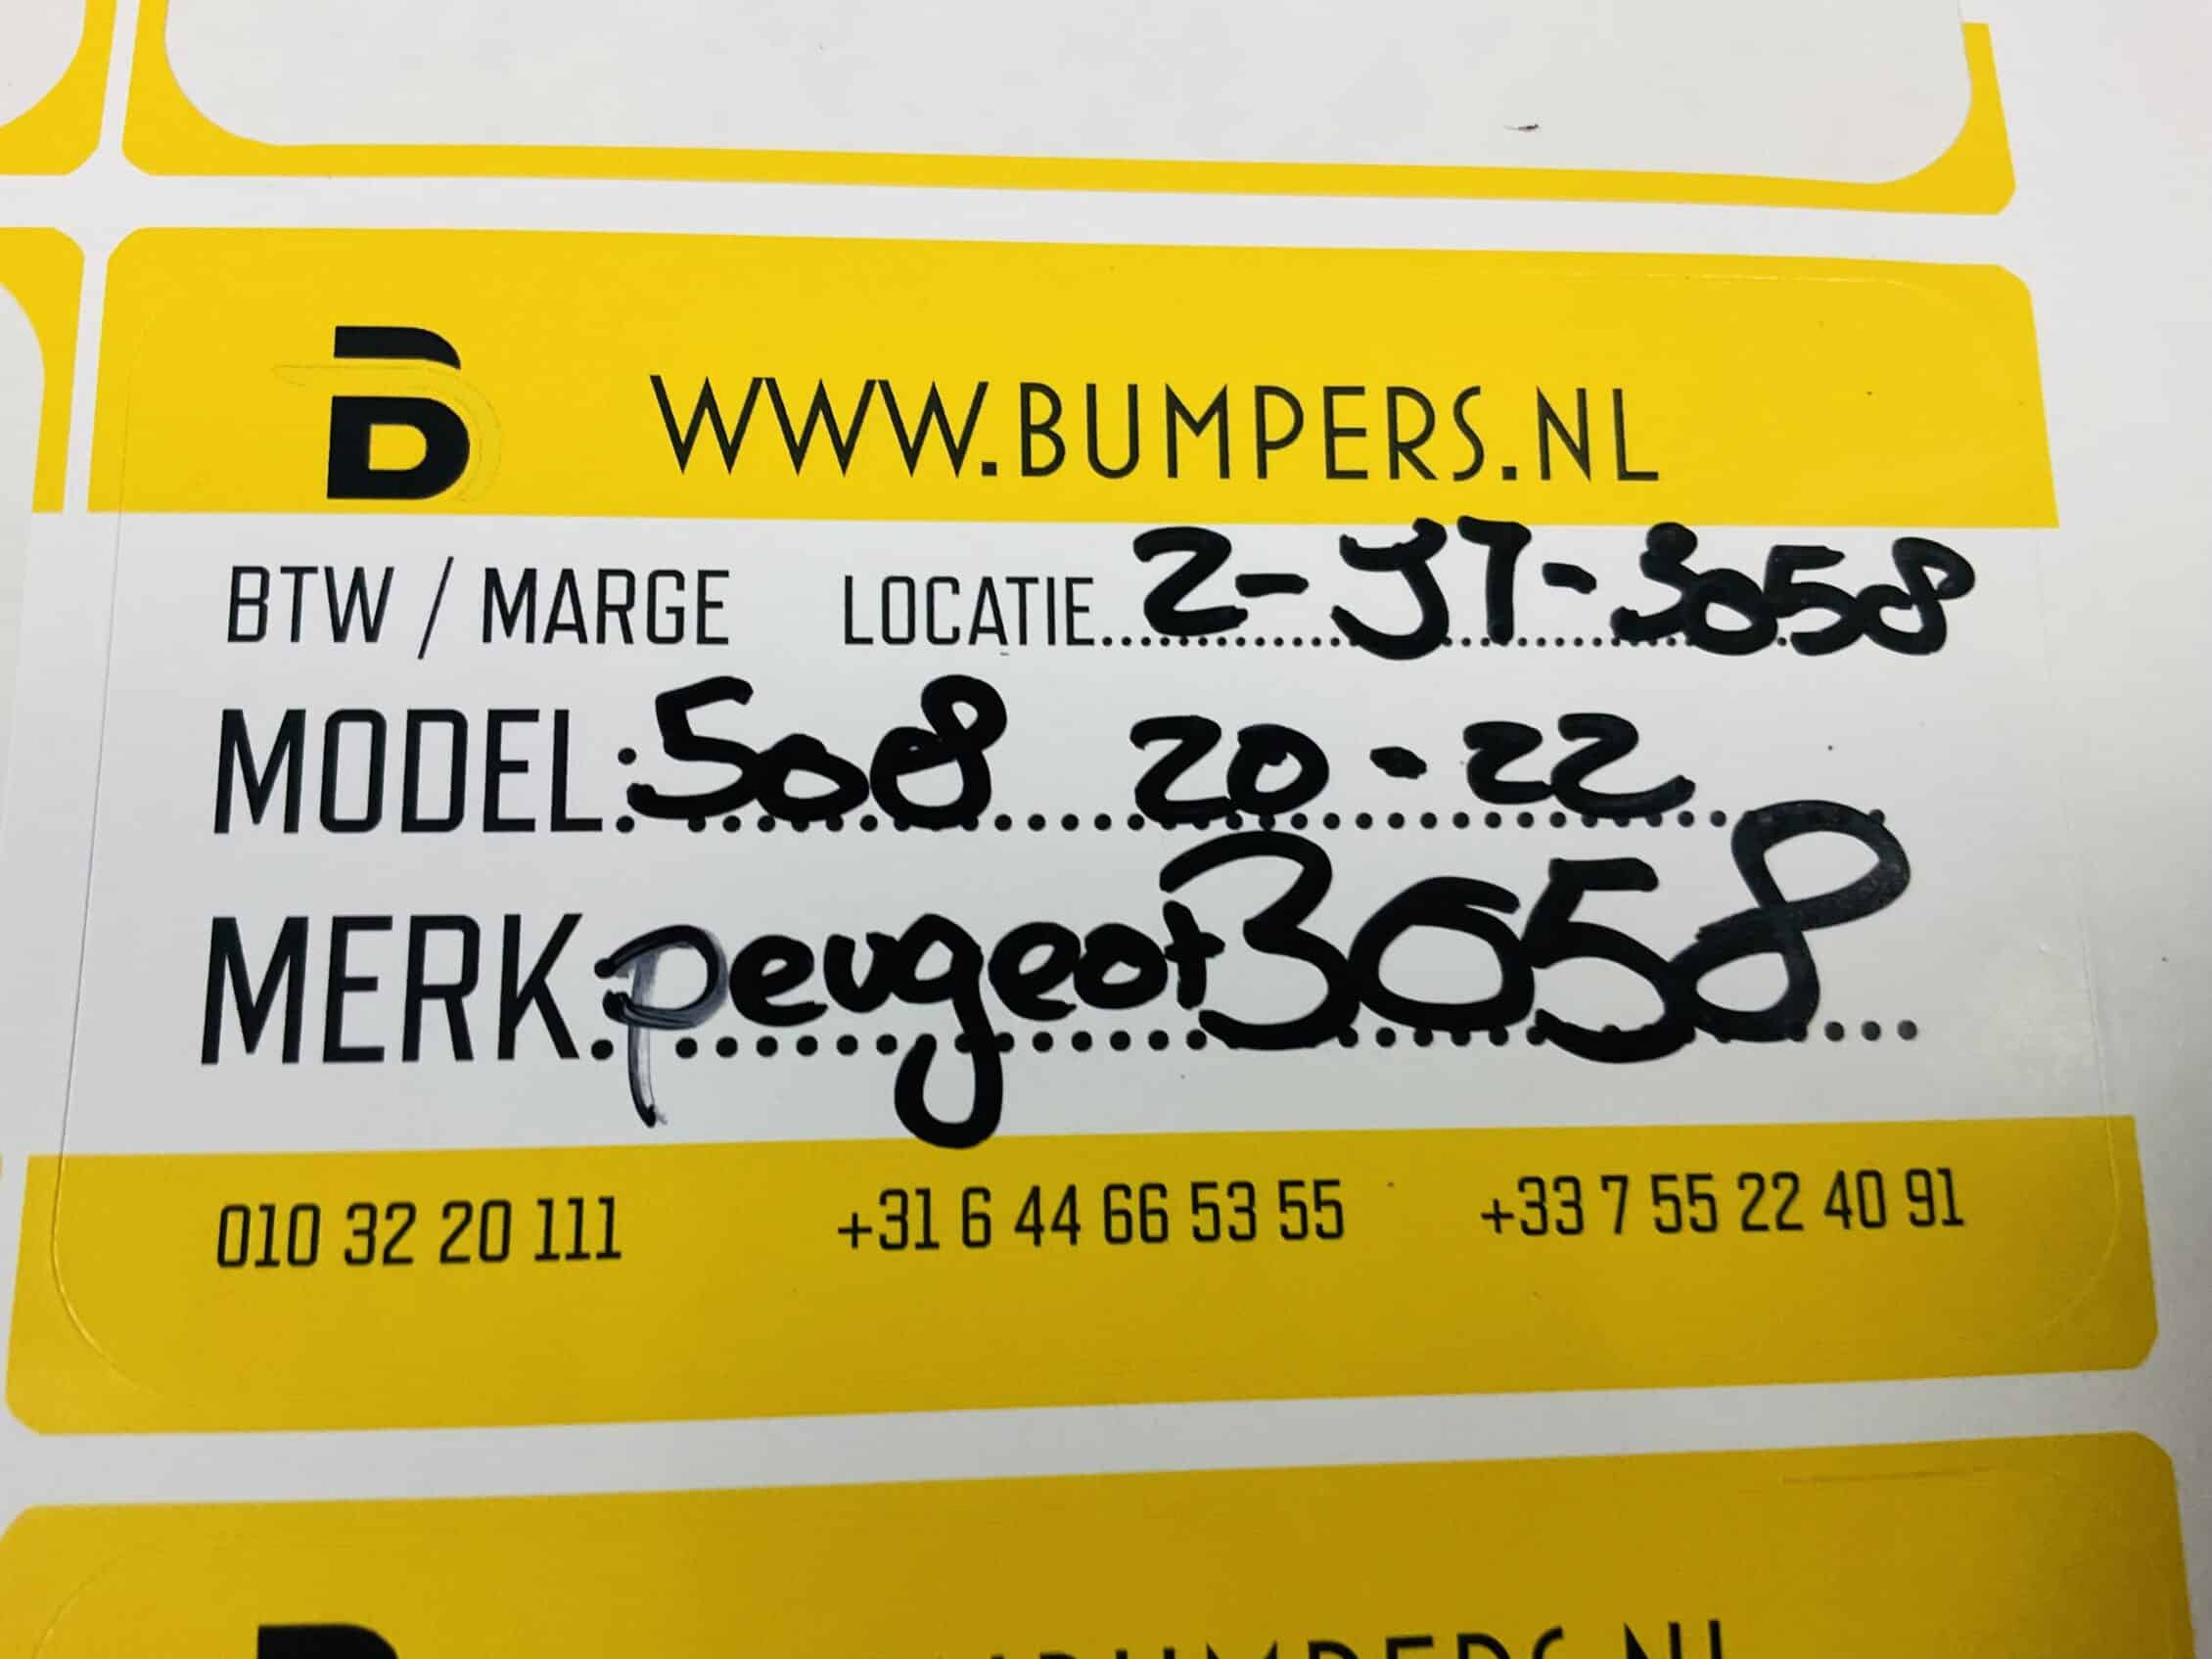 B WWW.BUMPERS.NL
BTW / MARGE LOCATIE...2-JT-3058
MODEL:508 20-22
MERK:peugeot 3058
010 32 20 111 +31 6 44 66 53 55 +33 7 55 22 40 91